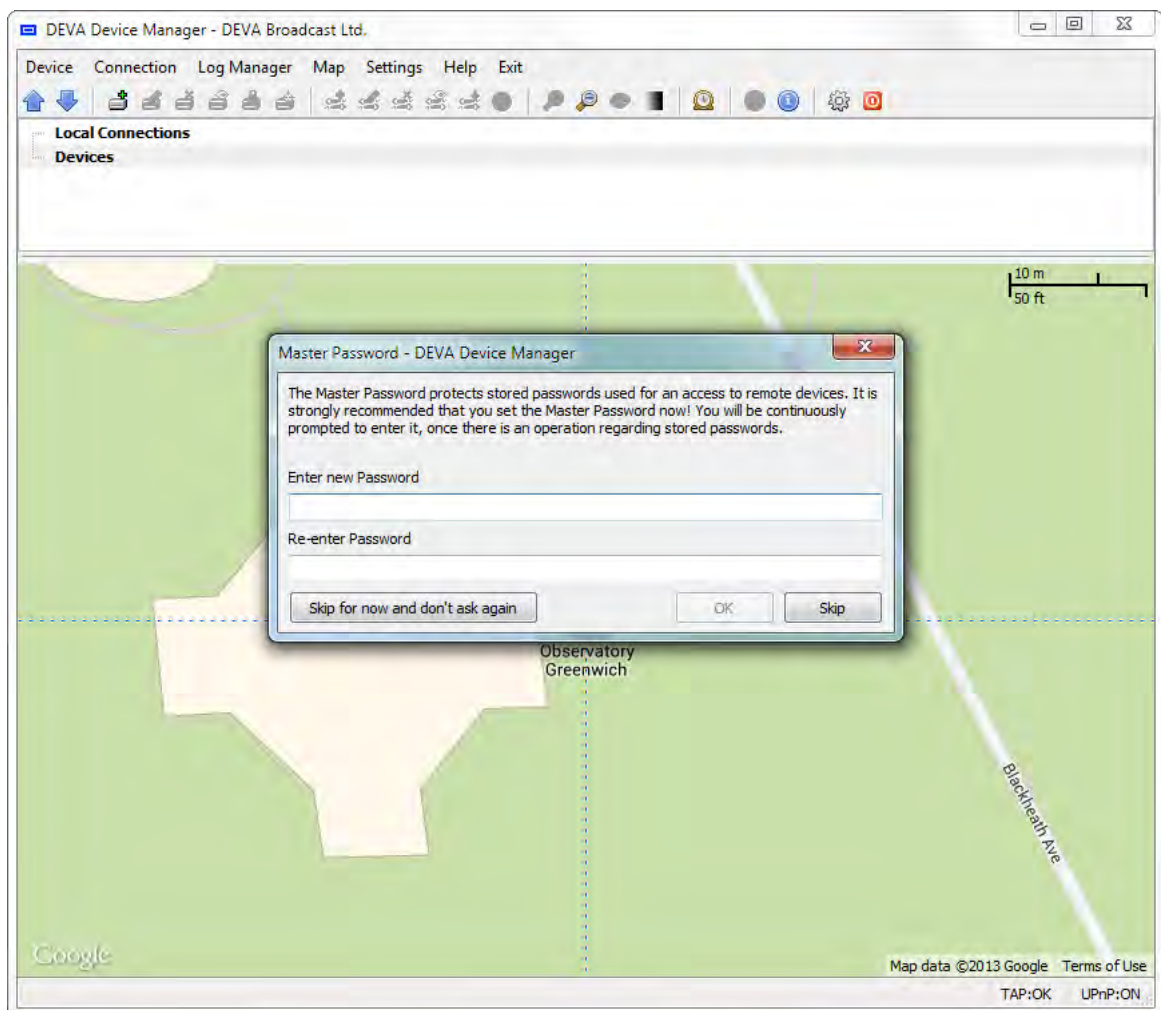 DEVA Device Manager - DEVA Broadcast Ltd.
Device Connection Log Manager Map Settings Help Exit
Local Connections
Devices
10 m
50 ft
Master Password - DEVA Device Manager
The Master Password protects stored passwords used for an access to remote devices. It is
strongly recommended that you set the Master Password now! You will be continuously
prompted to enter it, once there is an operation regarding stored passwords.
Enter new Password
Re-enter Password
Skip for now and don't ask again OK Skip
Observatory
Greenwich
Blackheath Ave
Google
Map data ©2013 Google Terms of Use
TAP:OK UPnP:ON